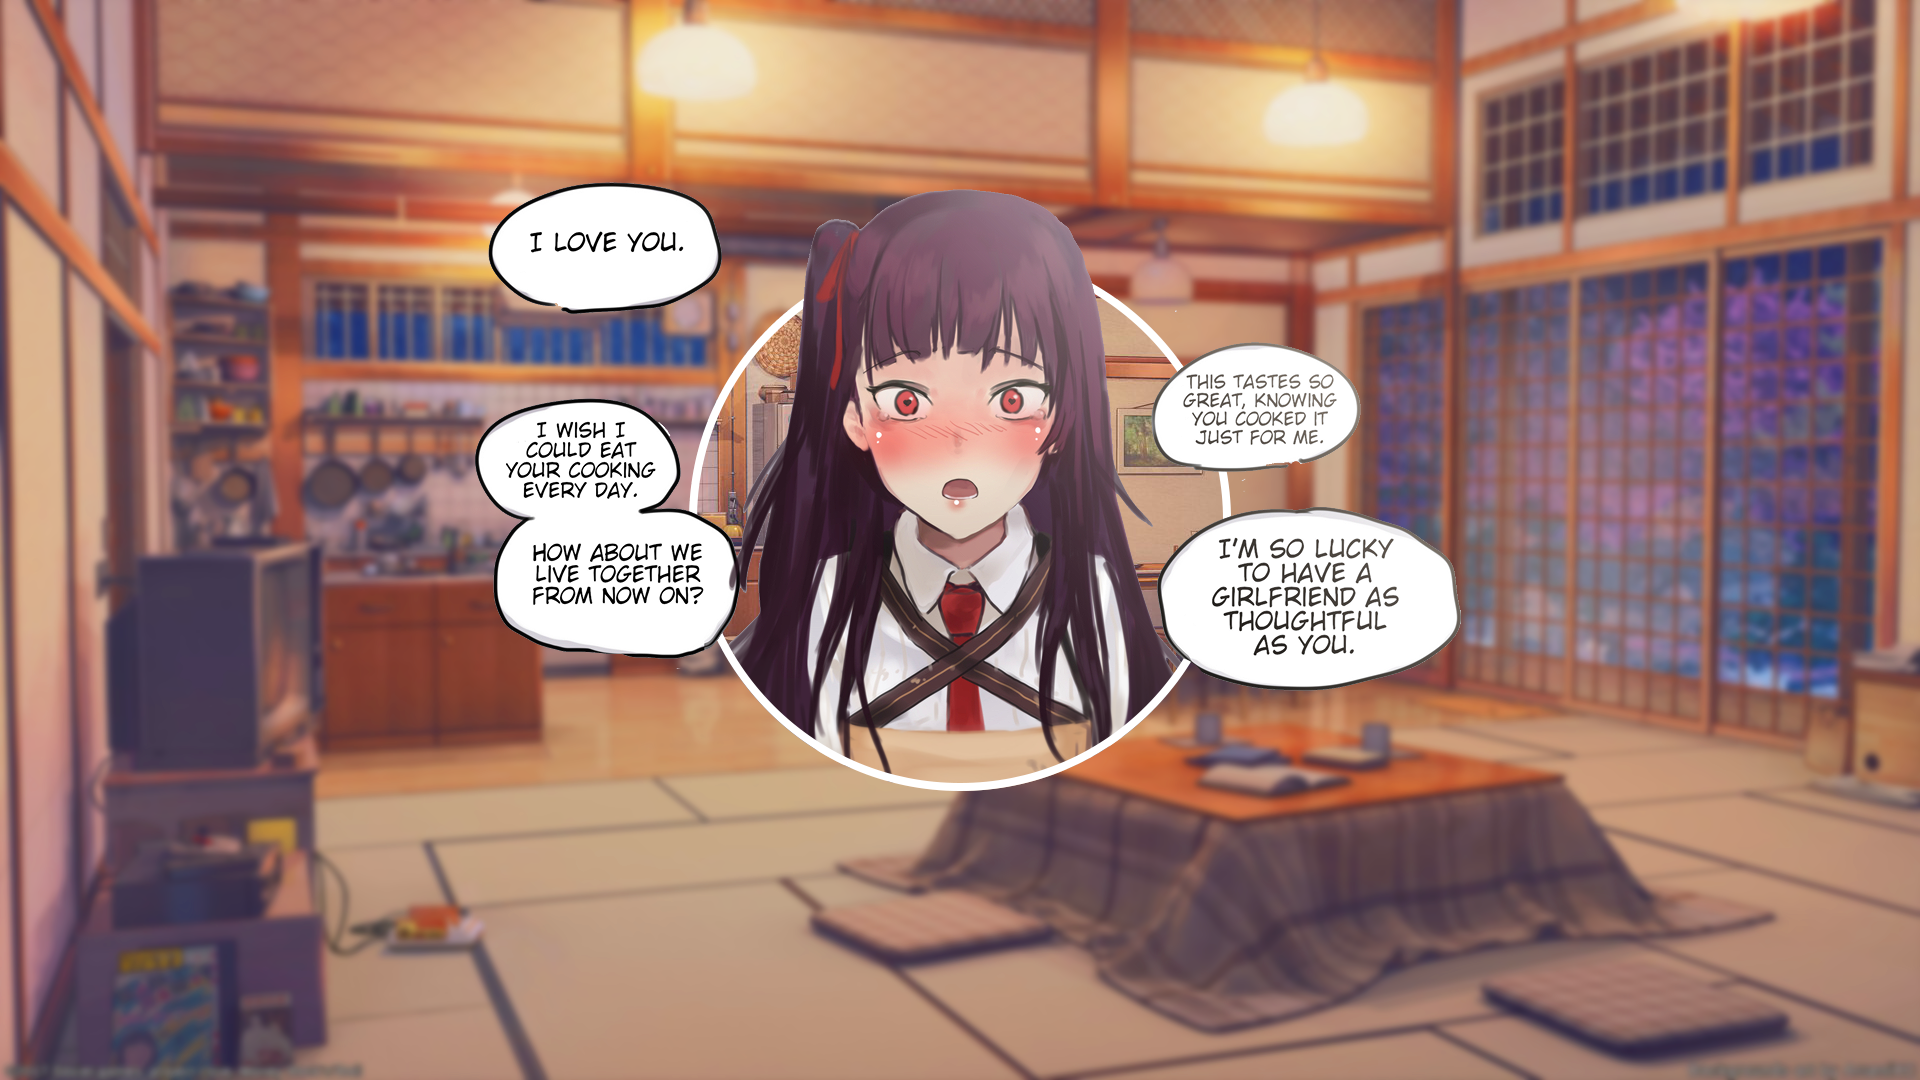 I LOVE YOU.
I WISH I
COULD EAT
YOUR COOKING
EVERY DAY.
HOW ABOUT WE
LIVE TOGETHER
FROM NOW ON?
THIS TASTES SO
GREAT, KNOWING
YOU COOKED IT
JUST FOR ME.
I'M SO LUCKY
TO HAVE A
GIRLFRIEND AS
THOUGHTFUL
AS YOU.